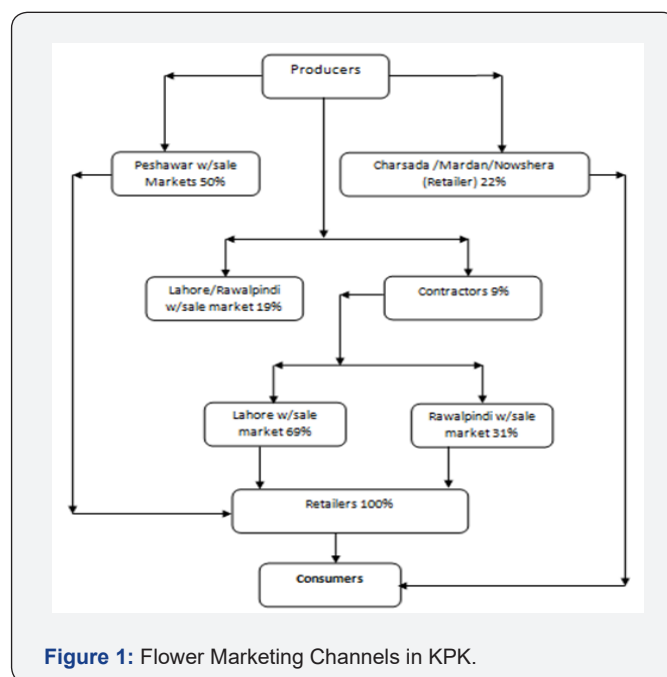 Producers
Peshawar w/sale
Markets 50%
Charsada /Mardan/Nowshera
(Retailer) 22%
Lahore/Rawalpindi
w/sale market 19%
Contractors 9%
Lahore w/sale
market 69%
Rawalpindi w/sale
market 31%
Retailers 100%
Consumers
Figure 1: Flower Marketing Channels in KPK.